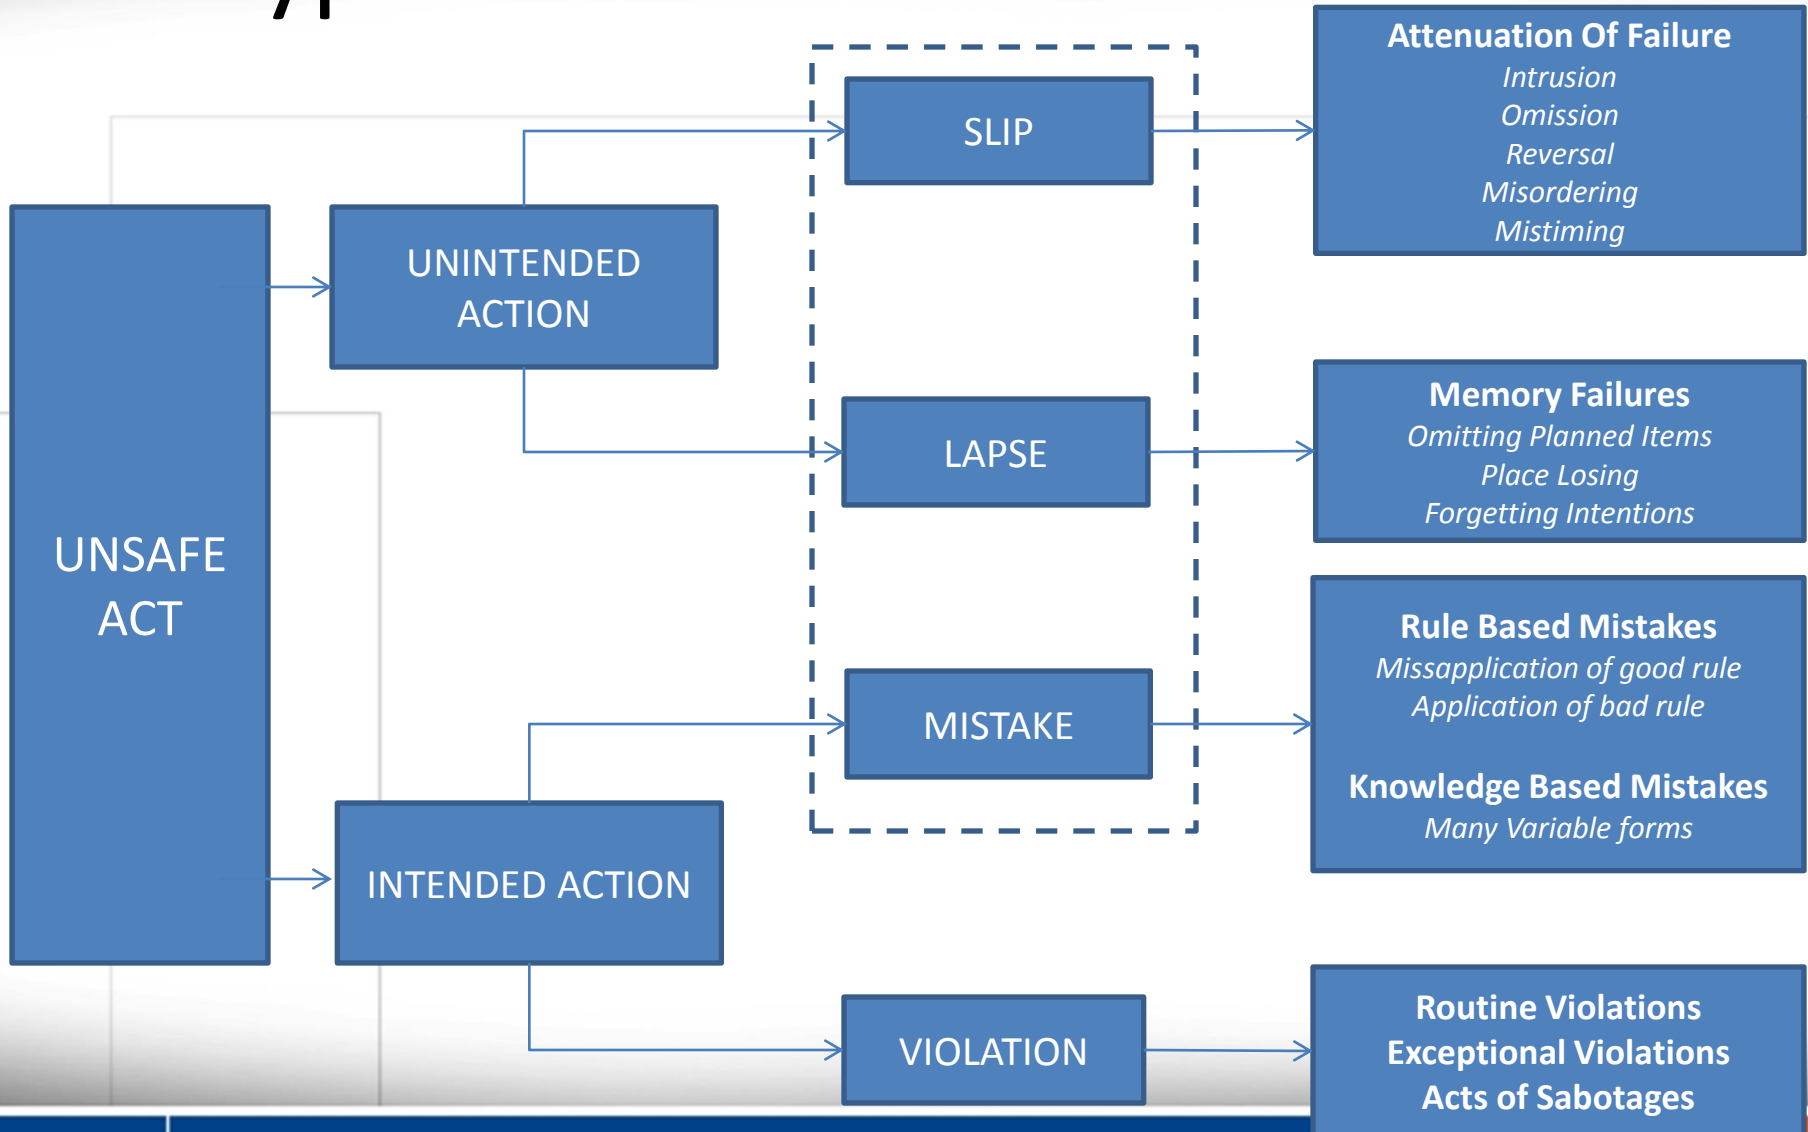 UNSAFE
ACT
UNINTENDED
ACTION
INTENDED ACTION
SLIP
LAPSE
MISTAKE
VIOLATION
Attenuation Of Failure
Intrusion
Omission
Reversal
Misordering
Mistiming
Memory Failures
Omitting Planned Items
Place Losing
Forgetting Intentions
Rule Based Mistakes
Missapplication of good rule
Application of bad rule
Knowledge Based Mistakes
Many Variable forms
Routine Violations
Exceptional Violations
Acts of Sabotages